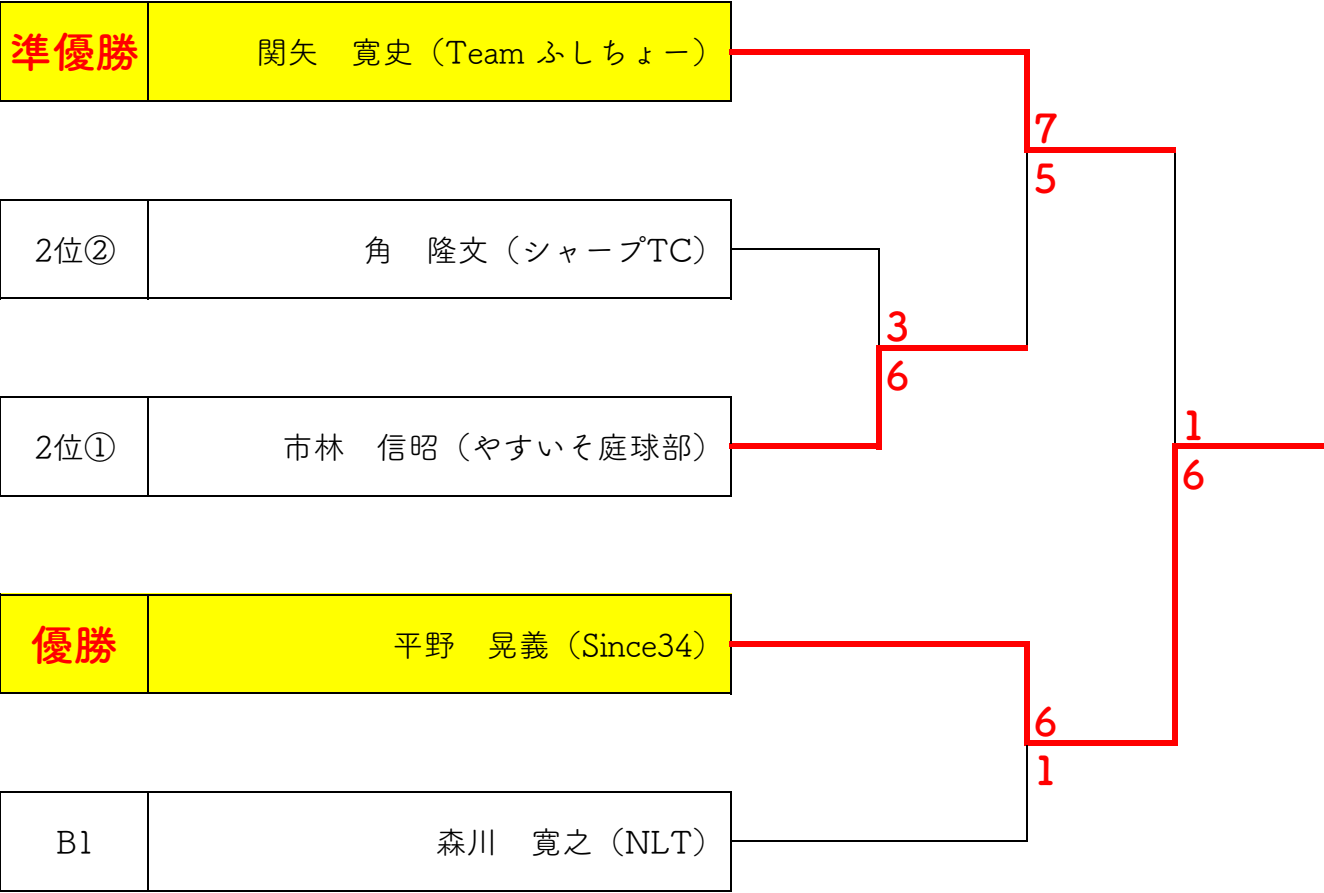 準優勝 関矢　寛史（Team ふしちょー）
7
5
2位② 角　隆文（シャープTC）
3
6
2位① 市林　信昭（やすいそ庭球部）
1
6
優勝 平野　晃義（Since34）
6
1
B1 森川　寛之（NLT）